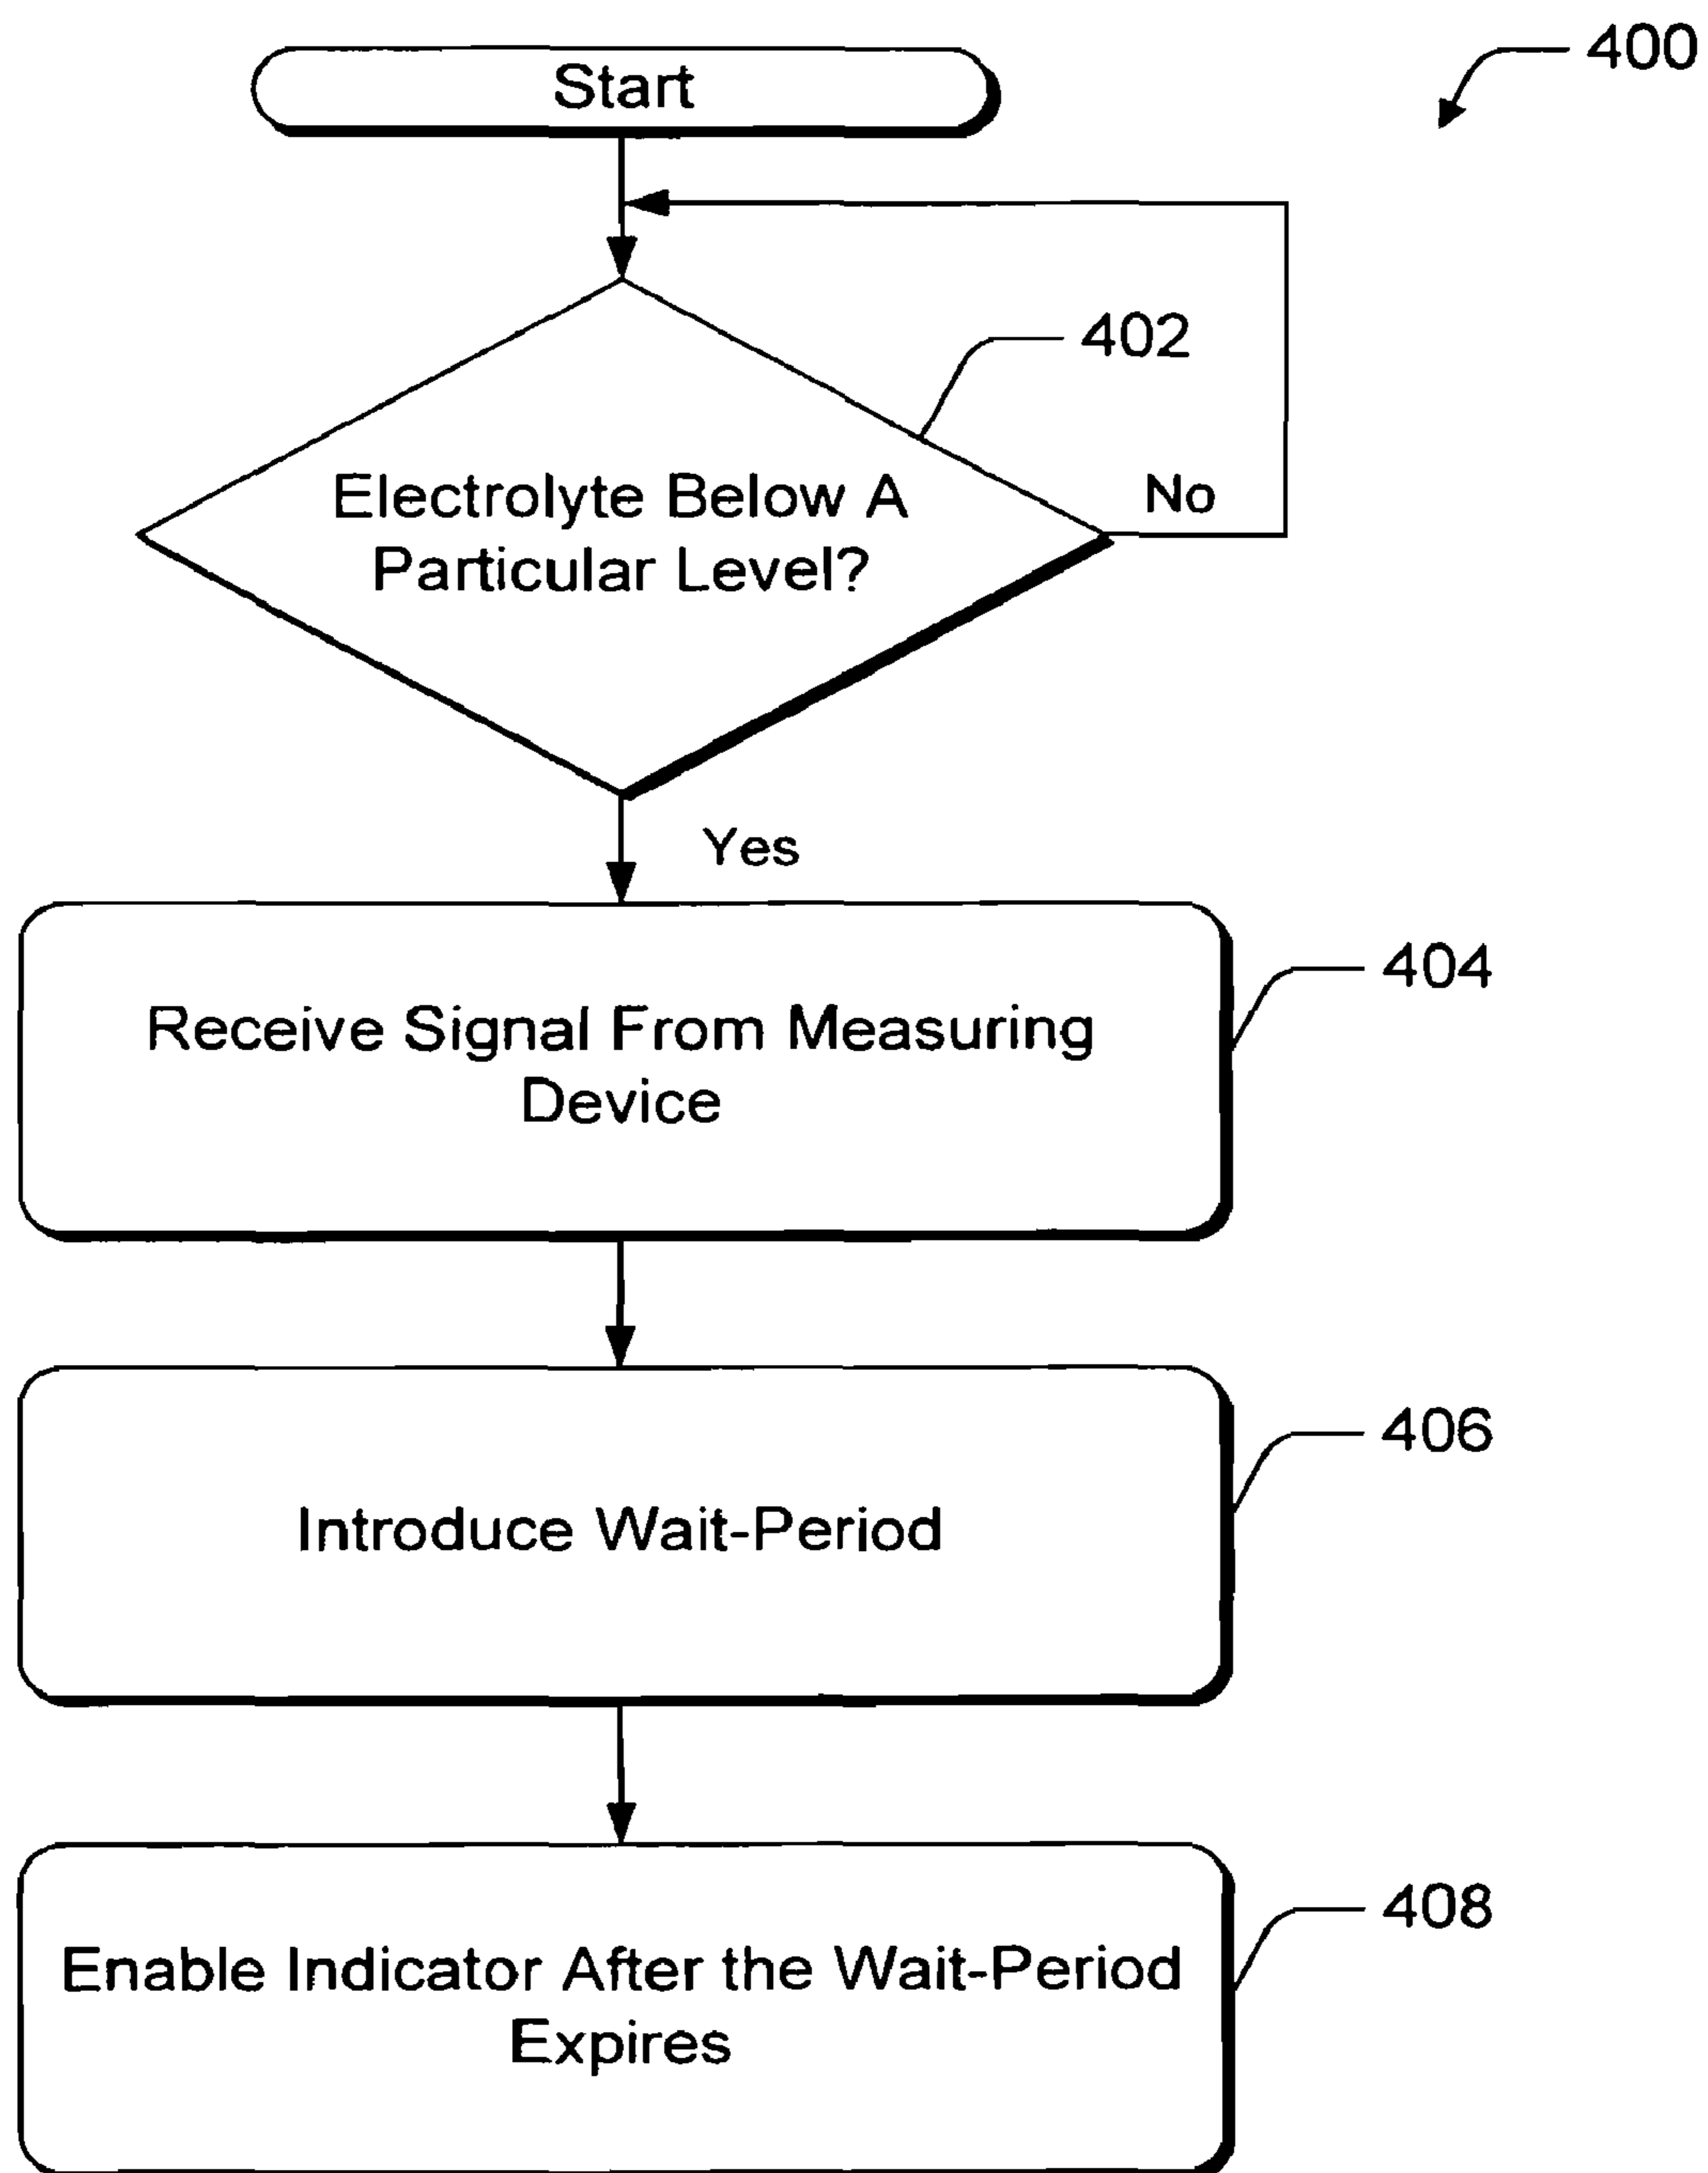 400
Start
402
Electrolyte Below A
Particular Level?
No
Yes
404
Receive Signal From Measuring
Device
406
Introduce Wait-Period
408
Enable Indicator After the Wait-Period
Expires